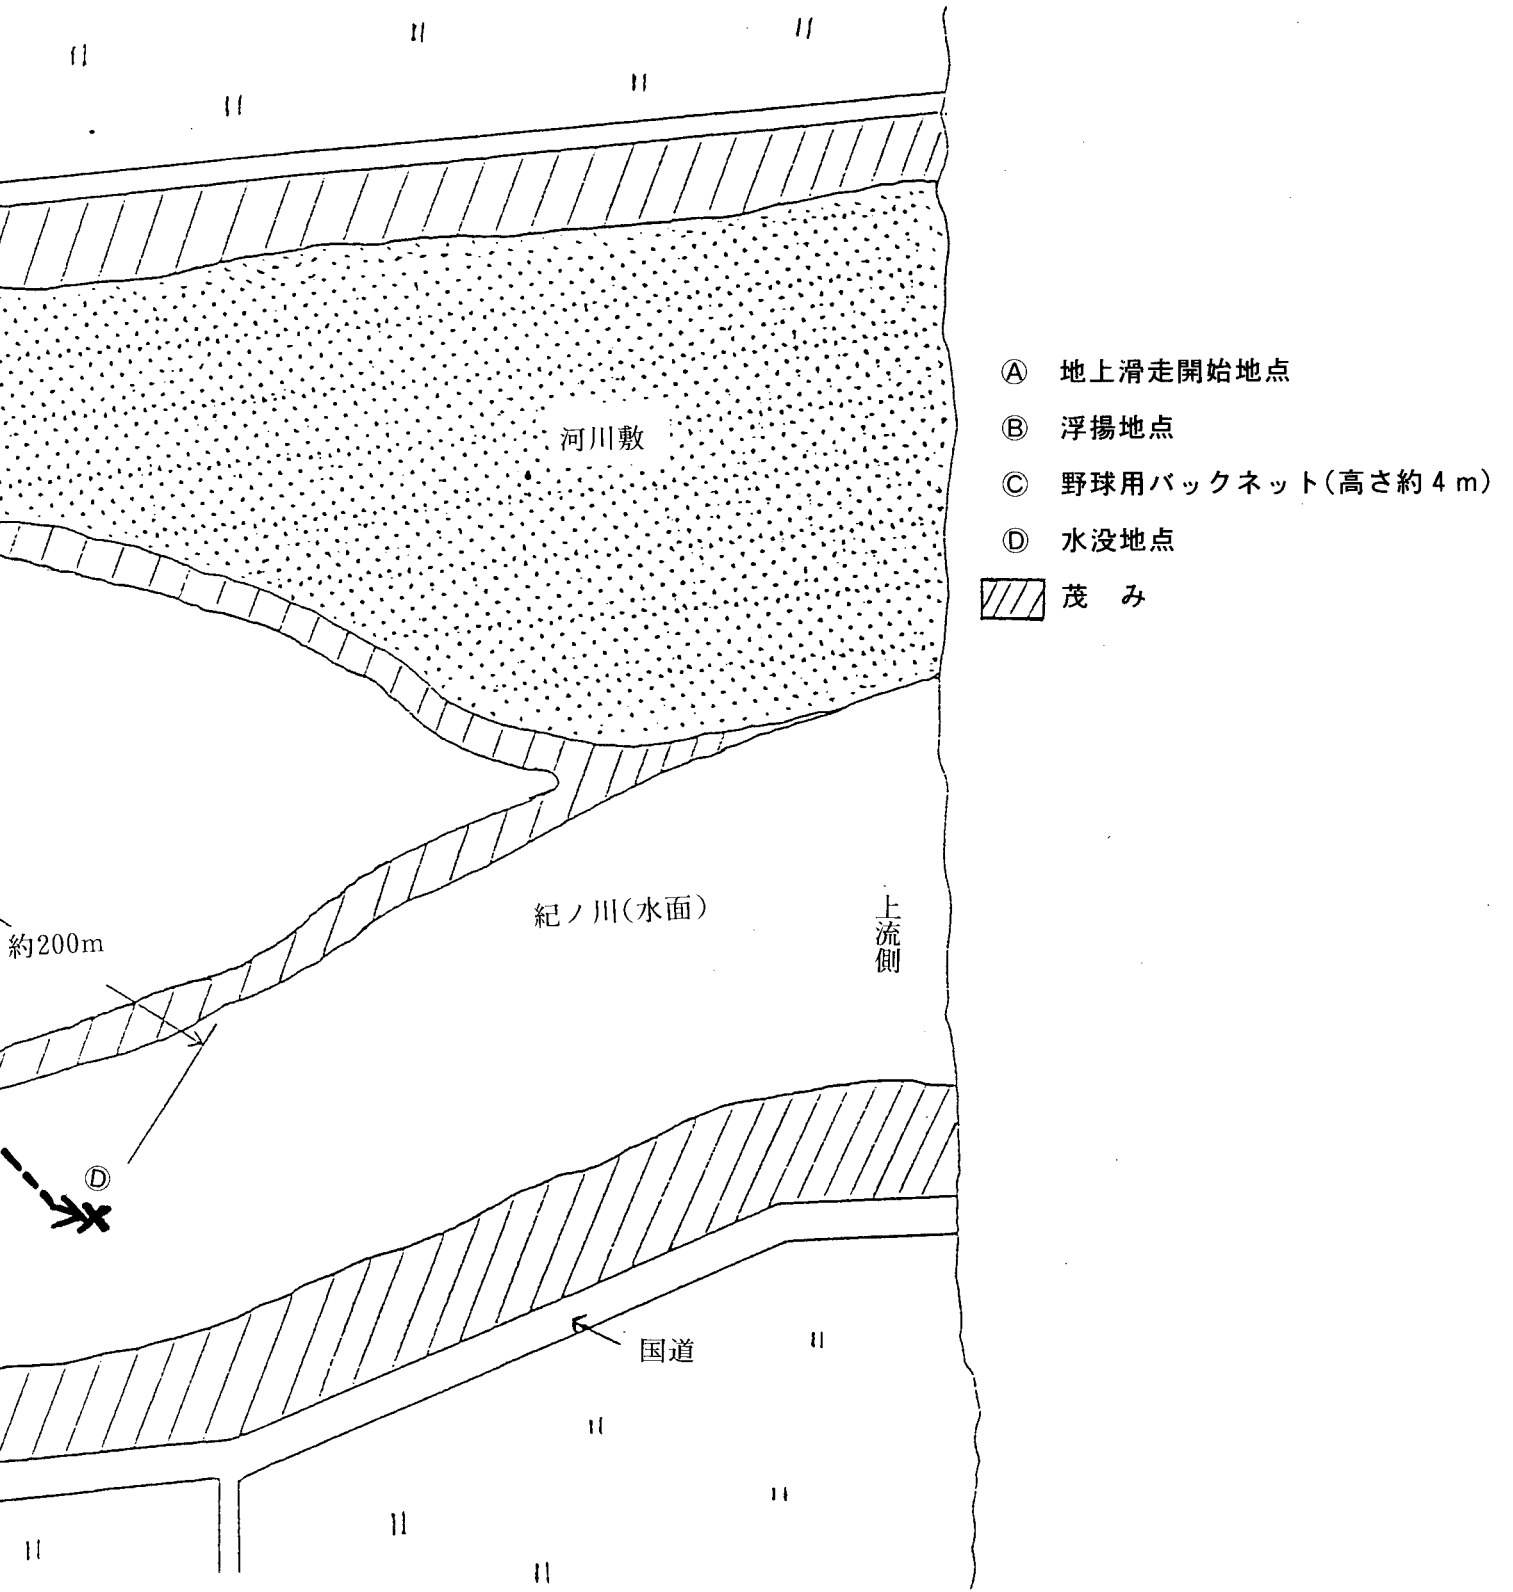 河川敷
Ⓐ 地上滑走開始地点
Ⓑ 浮揚地点
Ⓒ 野球用バックネット(高さ約4m)
Ⓓ 水没地点
茂み
紀ノ川(水面)
上流側
約200m
Ⓓ
国道